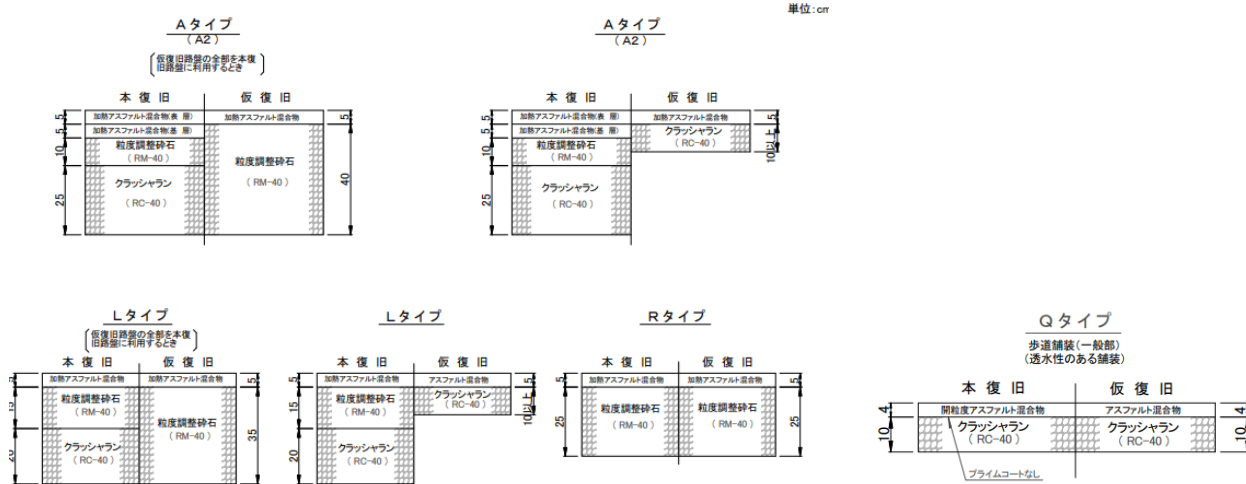 単位:cm
Aタイプ
(A2)
仮復旧路盤の全部を本復
旧路盤に利用するとき
本復旧 仮復旧
5 加熱アスファルト混合物(表 層) 加熱アスファルト混合物 5
5 加熱アスファルト混合物(基 層)
10 粒度調整砕石
(RM-40)
粒度調整砕石
(RM-40)
40
25 クラッシャラン
(RC-40)
Aタイプ
(A2)
本復旧 仮復旧
5 加熱アスファルト混合物(表 層) 加熱アスファルト混合物 5
5 加熱アスファルト混合物(基 層)
クラッシャラン
(RC-40)
10以上
10 粒度調整砕石
(RM-40)
25 クラッシャラン
(RC-40)
Lタイプ
仮復旧路盤の全部を本復
旧路盤に利用するとき
本復旧 仮復旧
加熱アスファルト混合物 加熱アスファルト混合物 5
15 粒度調整砕石
(RM-40)
粒度調整砕石
(RM-40)
35
20 クラッシャラン
(RC-40)
Lタイプ
本復旧 仮復旧
5 加熱アスファルト混合物 アスファルト混合物 5
15 粒度調整砕石
(RM-40)
クラッシャラン
(RC-40)
10以上
20 クラッシャラン
(RC-40)
Rタイプ
本復旧 仮復旧
5 加熱アスファルト混合物 加熱アスファルト混合物 5
25 粒度調整砕石 粒度調整砕石 25
(RM-40) (RM-40)
Qタイプ
歩道舗装(一般部)
(透水性のある舗装)
本復旧 仮復旧
4 開粒度アスファルト混合物 アスファルト混合物 4
10 クラッシャラン クラッシャラン 10
(RC-40) (RC-40)
プライムコートなし